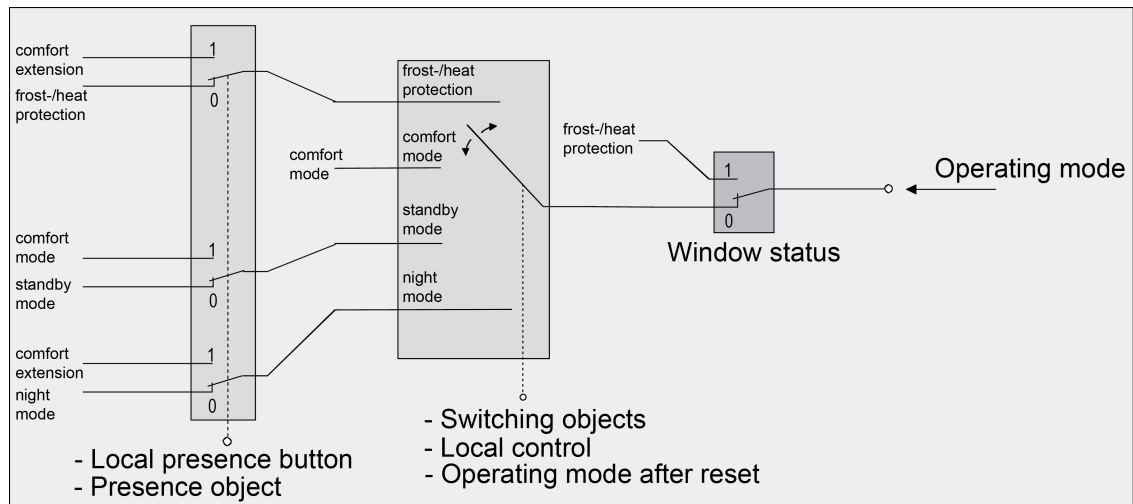 comfort
extension
frost-/heat
protection
1
0
comfort
mode
standby
mode
1
0
comfort
extension
night
mode
1
0
- Local presence button
- Presence object
comfort
mode
frost-/heat
protection
comfort
mode
standby
mode
night
mode
- Switching objects
- Local control
- Operating mode after reset
frost-/heat
protection
1
0
Window status
Operating mode